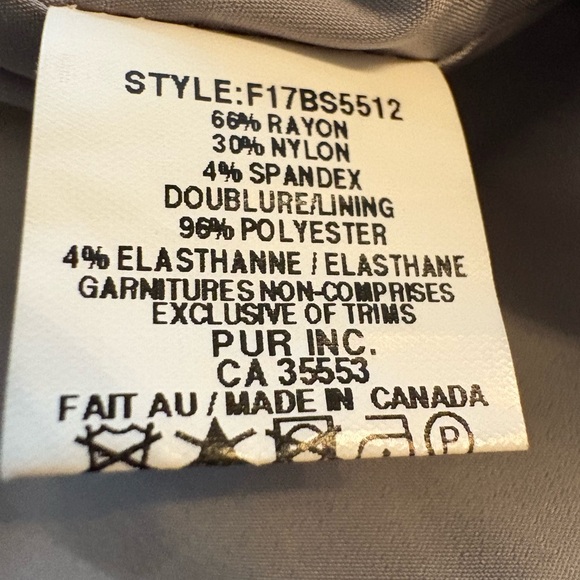 STYLE:F17BS5512
66% RAYON
30% NYLON
4% SPANDEX
DOUBLURE/LINING
96% POLYESTER
4% ELASTHANNE / ELASTHANE
GARNITURES NON-COMPRISES
EXCLUSIVE OF TRIMS
PUR INC.
CA 35553
FAIT AU / MADE IN CANADA
P